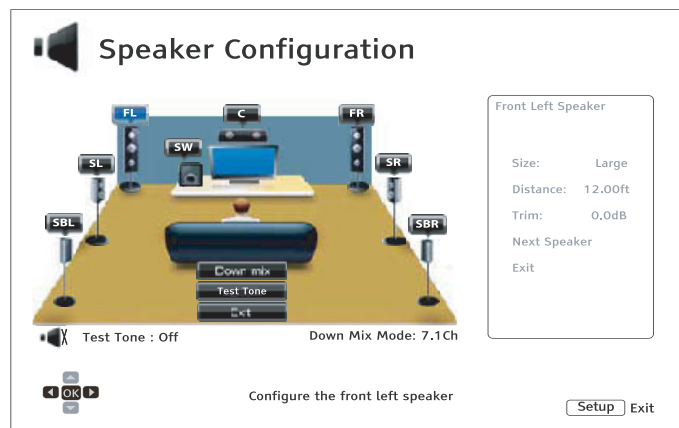 Speaker Configuration
FL
C
FR
SW
SL
SR
SBL
SBR
Down mix
Test Tone
Exit
Test Tone : Off
Down Mix Mode: 7.1Ch
Front Left Speaker
Size: Large
Distance: 12.00ft
Trim: 0.0dB
Next Speaker
Exit
OK
Configure the front left speaker
Setup Exit